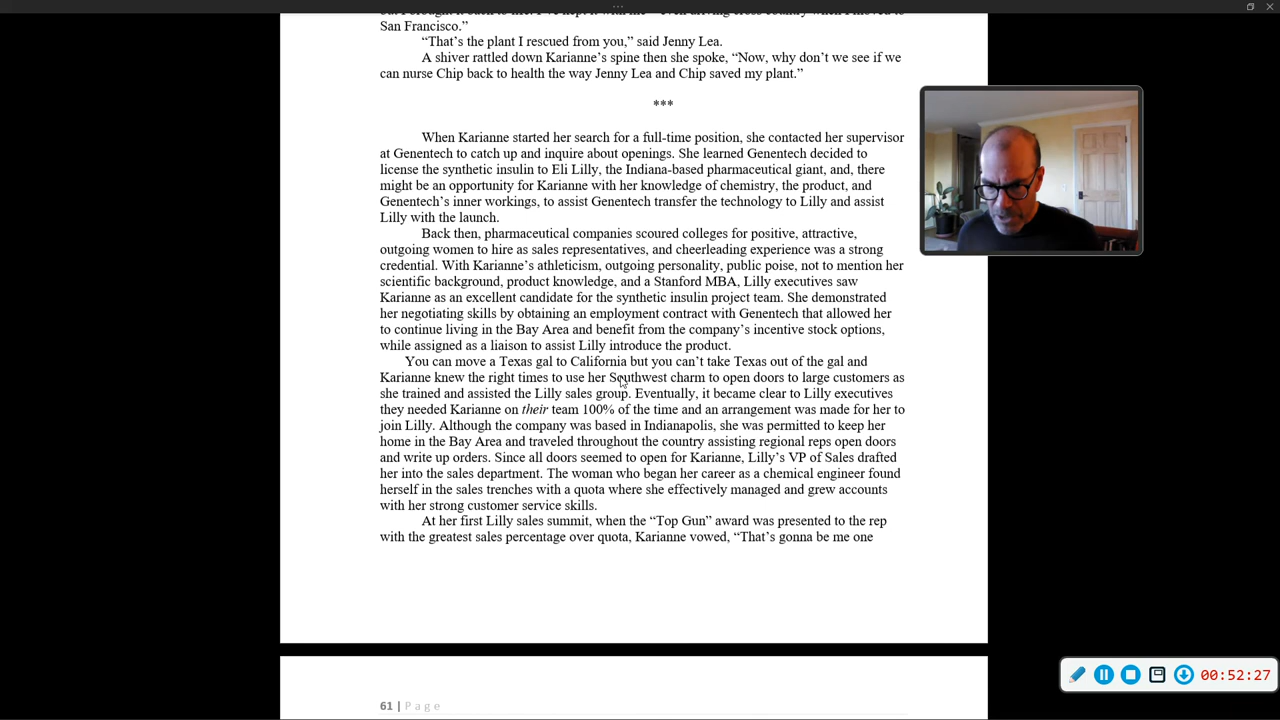 San Francisco.”
“That’s the plant I rescued from you,” said Jenny Lea.
A shiver rattled down Karianne’s spine then she spoke, “Now, why don’t we see if we
can nurse Chip back to health the way Jenny Lea and Chip saved my plant.”
***
When Karianne started her search for a full-time position, she contacted her supervisor
at Genentech to catch up and inquire about openings. She learned Genentech decided to
license the synthetic insulin to Eli Lilly, the Indiana-based pharmaceutical giant, and, there
might be an opportunity for Karianne with her knowledge of chemistry, the product, and
Genentech’s inner workings, to assist Genentech transfer the technology to Lilly and assist
Lilly with the launch.
Back then, pharmaceutical companies scoured colleges for positive, attractive,
outgoing women to hire as sales representatives, and cheerleading experience was a strong
credential. With Karianne’s athleticism, outgoing personality, public poise, not to mention her
scientific background, product knowledge, and a Stanford MBA, Lilly executives saw
Karianne as an excellent candidate for the synthetic insulin project team. She demonstrated
her negotiating skills by obtaining an employment contract with Genentech that allowed her
to continue living in the Bay Area and benefit from the company’s incentive stock options,
while assigned as a liaison to assist Lilly introduce the product.
You can move a Texas gal to California but you can’t take Texas out of the gal and
Karianne knew the right times to use her Southwest charm to open doors to large customers as
she trained and assisted the Lilly sales group. Eventually, it became clear to Lilly executives
they needed Karianne on their team 100% of the time and an arrangement was made for her to
join Lilly. Although the company was based in Indianapolis, she was permitted to keep her
home in the Bay Area and traveled throughout the country assisting regional reps open doors
and write up orders. Since all doors seemed to open for Karianne, Lilly’s VP of Sales drafted
her into the sales department. The woman who began her career as a chemical engineer found
herself in the sales trenches with a quota where she effectively managed and grew accounts
with her strong customer service skills.
At her first Lilly sales summit, when the “Top Gun” award was presented to the rep
with the greatest sales percentage over quota, Karianne vowed, “That’s gonna be me one
61 | Page
00:52:27